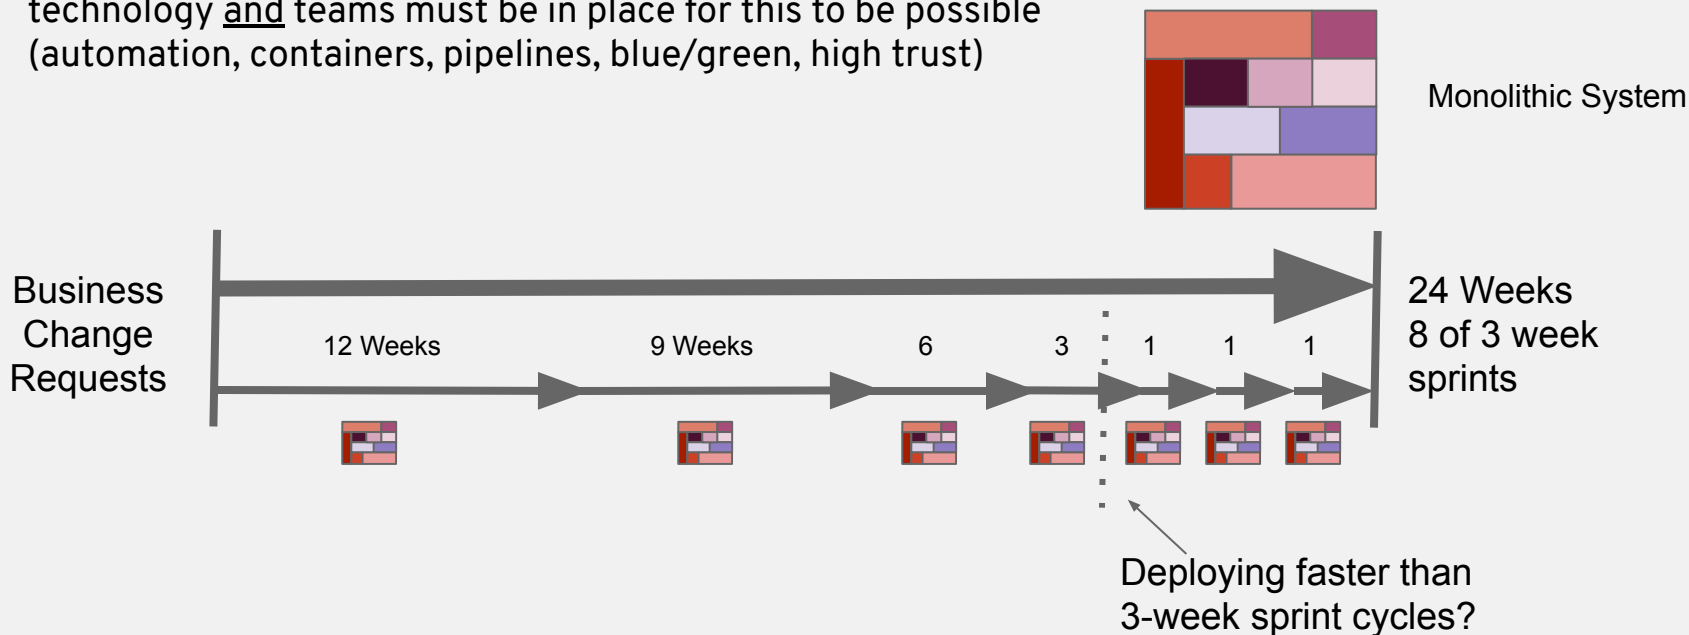 technology and teams must be in place for this to be possible
(automation, containers, pipelines, blue/green, high trust)
Monolithic System
Business
Change
Requests
12 Weeks
9 Weeks
6
3
1
1
1
24 Weeks
8 of 3 week
sprints
Deploying faster than
3-week sprint cycles?